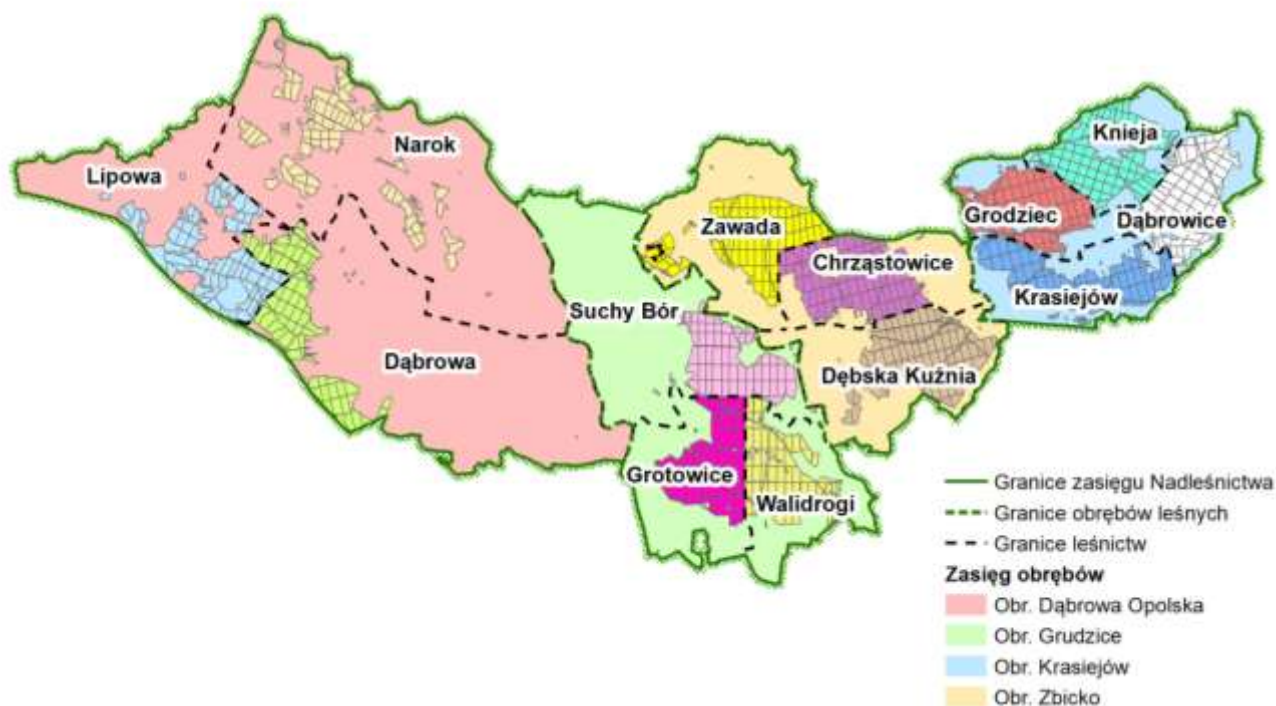 Narok
Knieja
Lipowa
Grodziec
Dąbrowice
Zawada
Chrząstowice
Krasiejów
Suchy Bór
Dąbrowa
Dębska Kuźnia
Grotowice
Walidrogi
Granice zasięgu Nadleśnictwa
Granice obrębów leśnych
Granice leśnictw
Zasięg obrębów
Obr. Dąbrowa Opolska
Obr. Grudzice
Obr. Krasiejów
Obr. Zbicko